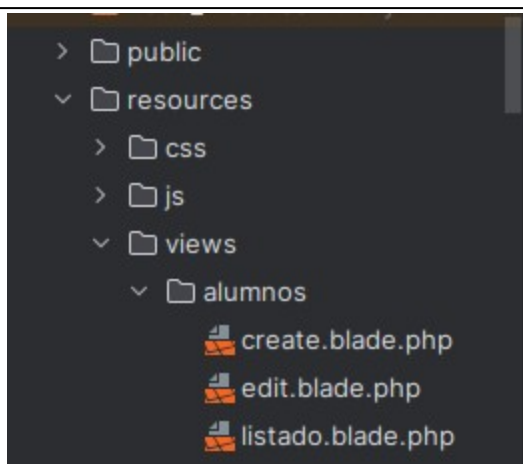 public
resources
css
js
views
alumnos
create.blade.php
edit.blade.php
listado.blade.php